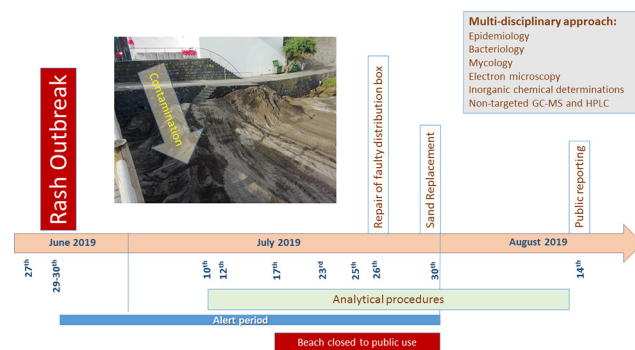 Multi-disciplinary approach:
Epidemiology
Bacteriology
Mycology
Electron microscopy
Inorganic chemical determinations
Non-targeted GC-MS and HPLC
Contamination
Rash Outbreak
Repair of faulty distribution box
Sand Replacement
Public reporting
June 2019
July 2019
August 2019
27th
29-30th
10th
12th
17th
23rd
25th
26th
30th
14th
Analytical procedures
Alert period
Beach closed to public use